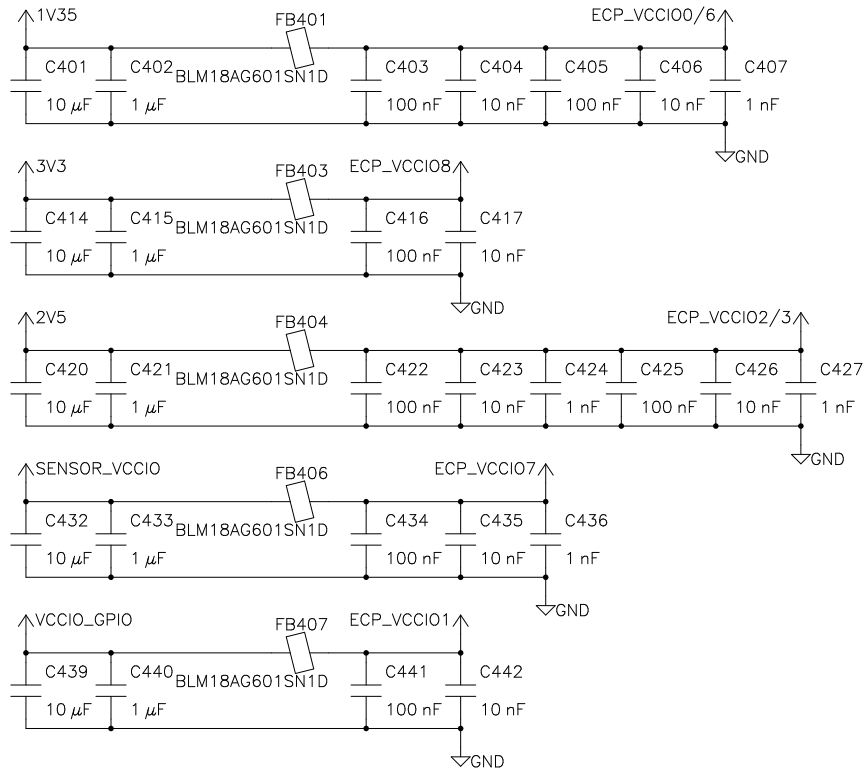 1V35 FB401 ECP_VCCIO0/6
C401 C402 BLM18AG601SN1D C403 C404 C405 C406 C407
10 µF 1 µF 100 nF 10 nF 100 nF 10 nF 1 nF
GND
3V3 FB403 ECP_VCCIO8
C414 C415 BLM18AG601SN1D C416 C417
10 µF 1 µF 100 nF 10 nF
GND
2V5 FB404 ECP_VCCIO2/3
C420 C421 BLM18AG601SN1D C422 C423 C424 C425 C426 C427
10 µF 1 µF 100 nF 10 nF 1 nF 100 nF 10 nF 1 nF
GND
SENSOR_VCCIO FB406 ECP_VCCIO7
C432 C433 BLM18AG601SN1D C434 C435 C436
10 µF 1 µF 100 nF 10 nF 1 nF
GND
VCCIO_GPIO FB407 ECP_VCCIO1
C439 C440 BLM18AG601SN1D C441 C442
10 µF 1 µF 100 nF 10 nF
GND